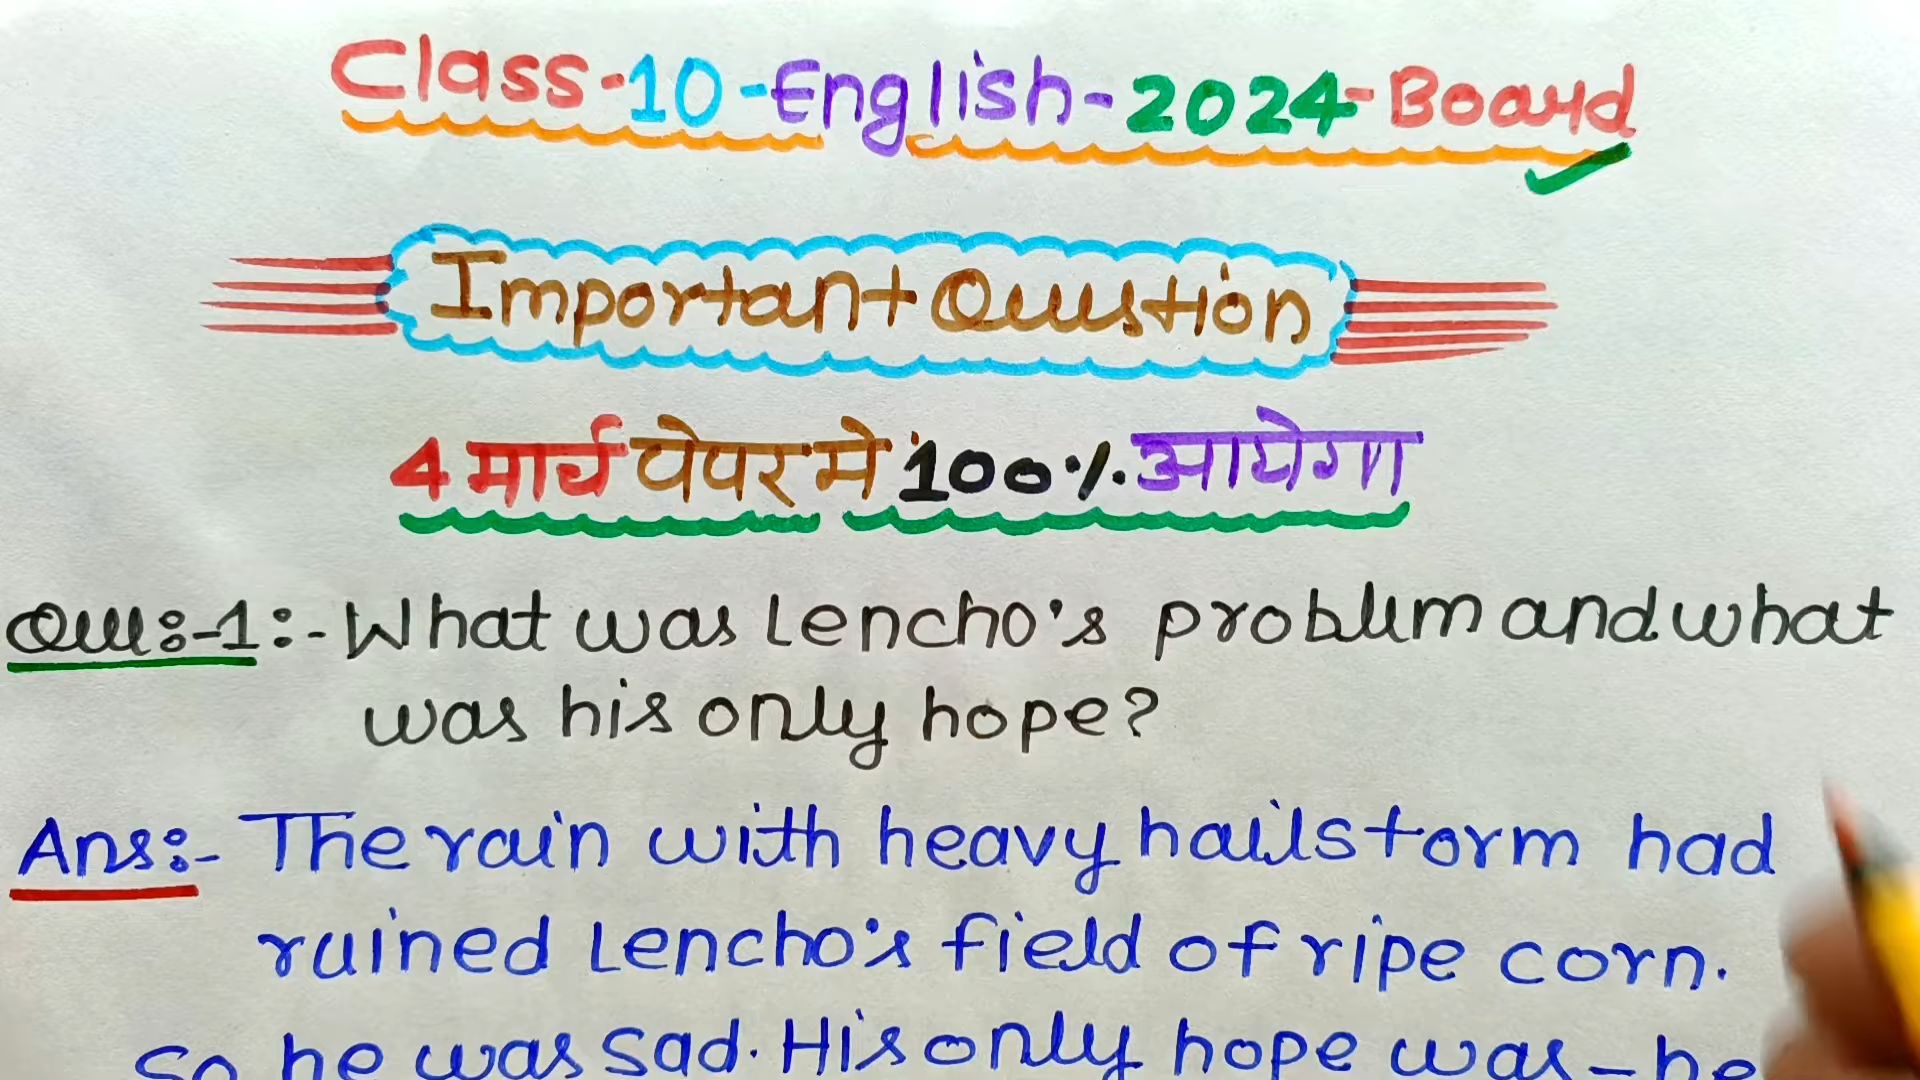 Class-10-English-2024-Board
Important Question
4 मार्च पेपर मे 100% आयेगा
Que:-1:- What was Lencho's problem and what
was his only hope?
Ans:- The rain with heavy hailstorm had
ruined Lencho's field of ripe corn.
So he was sad. His only hope was-he